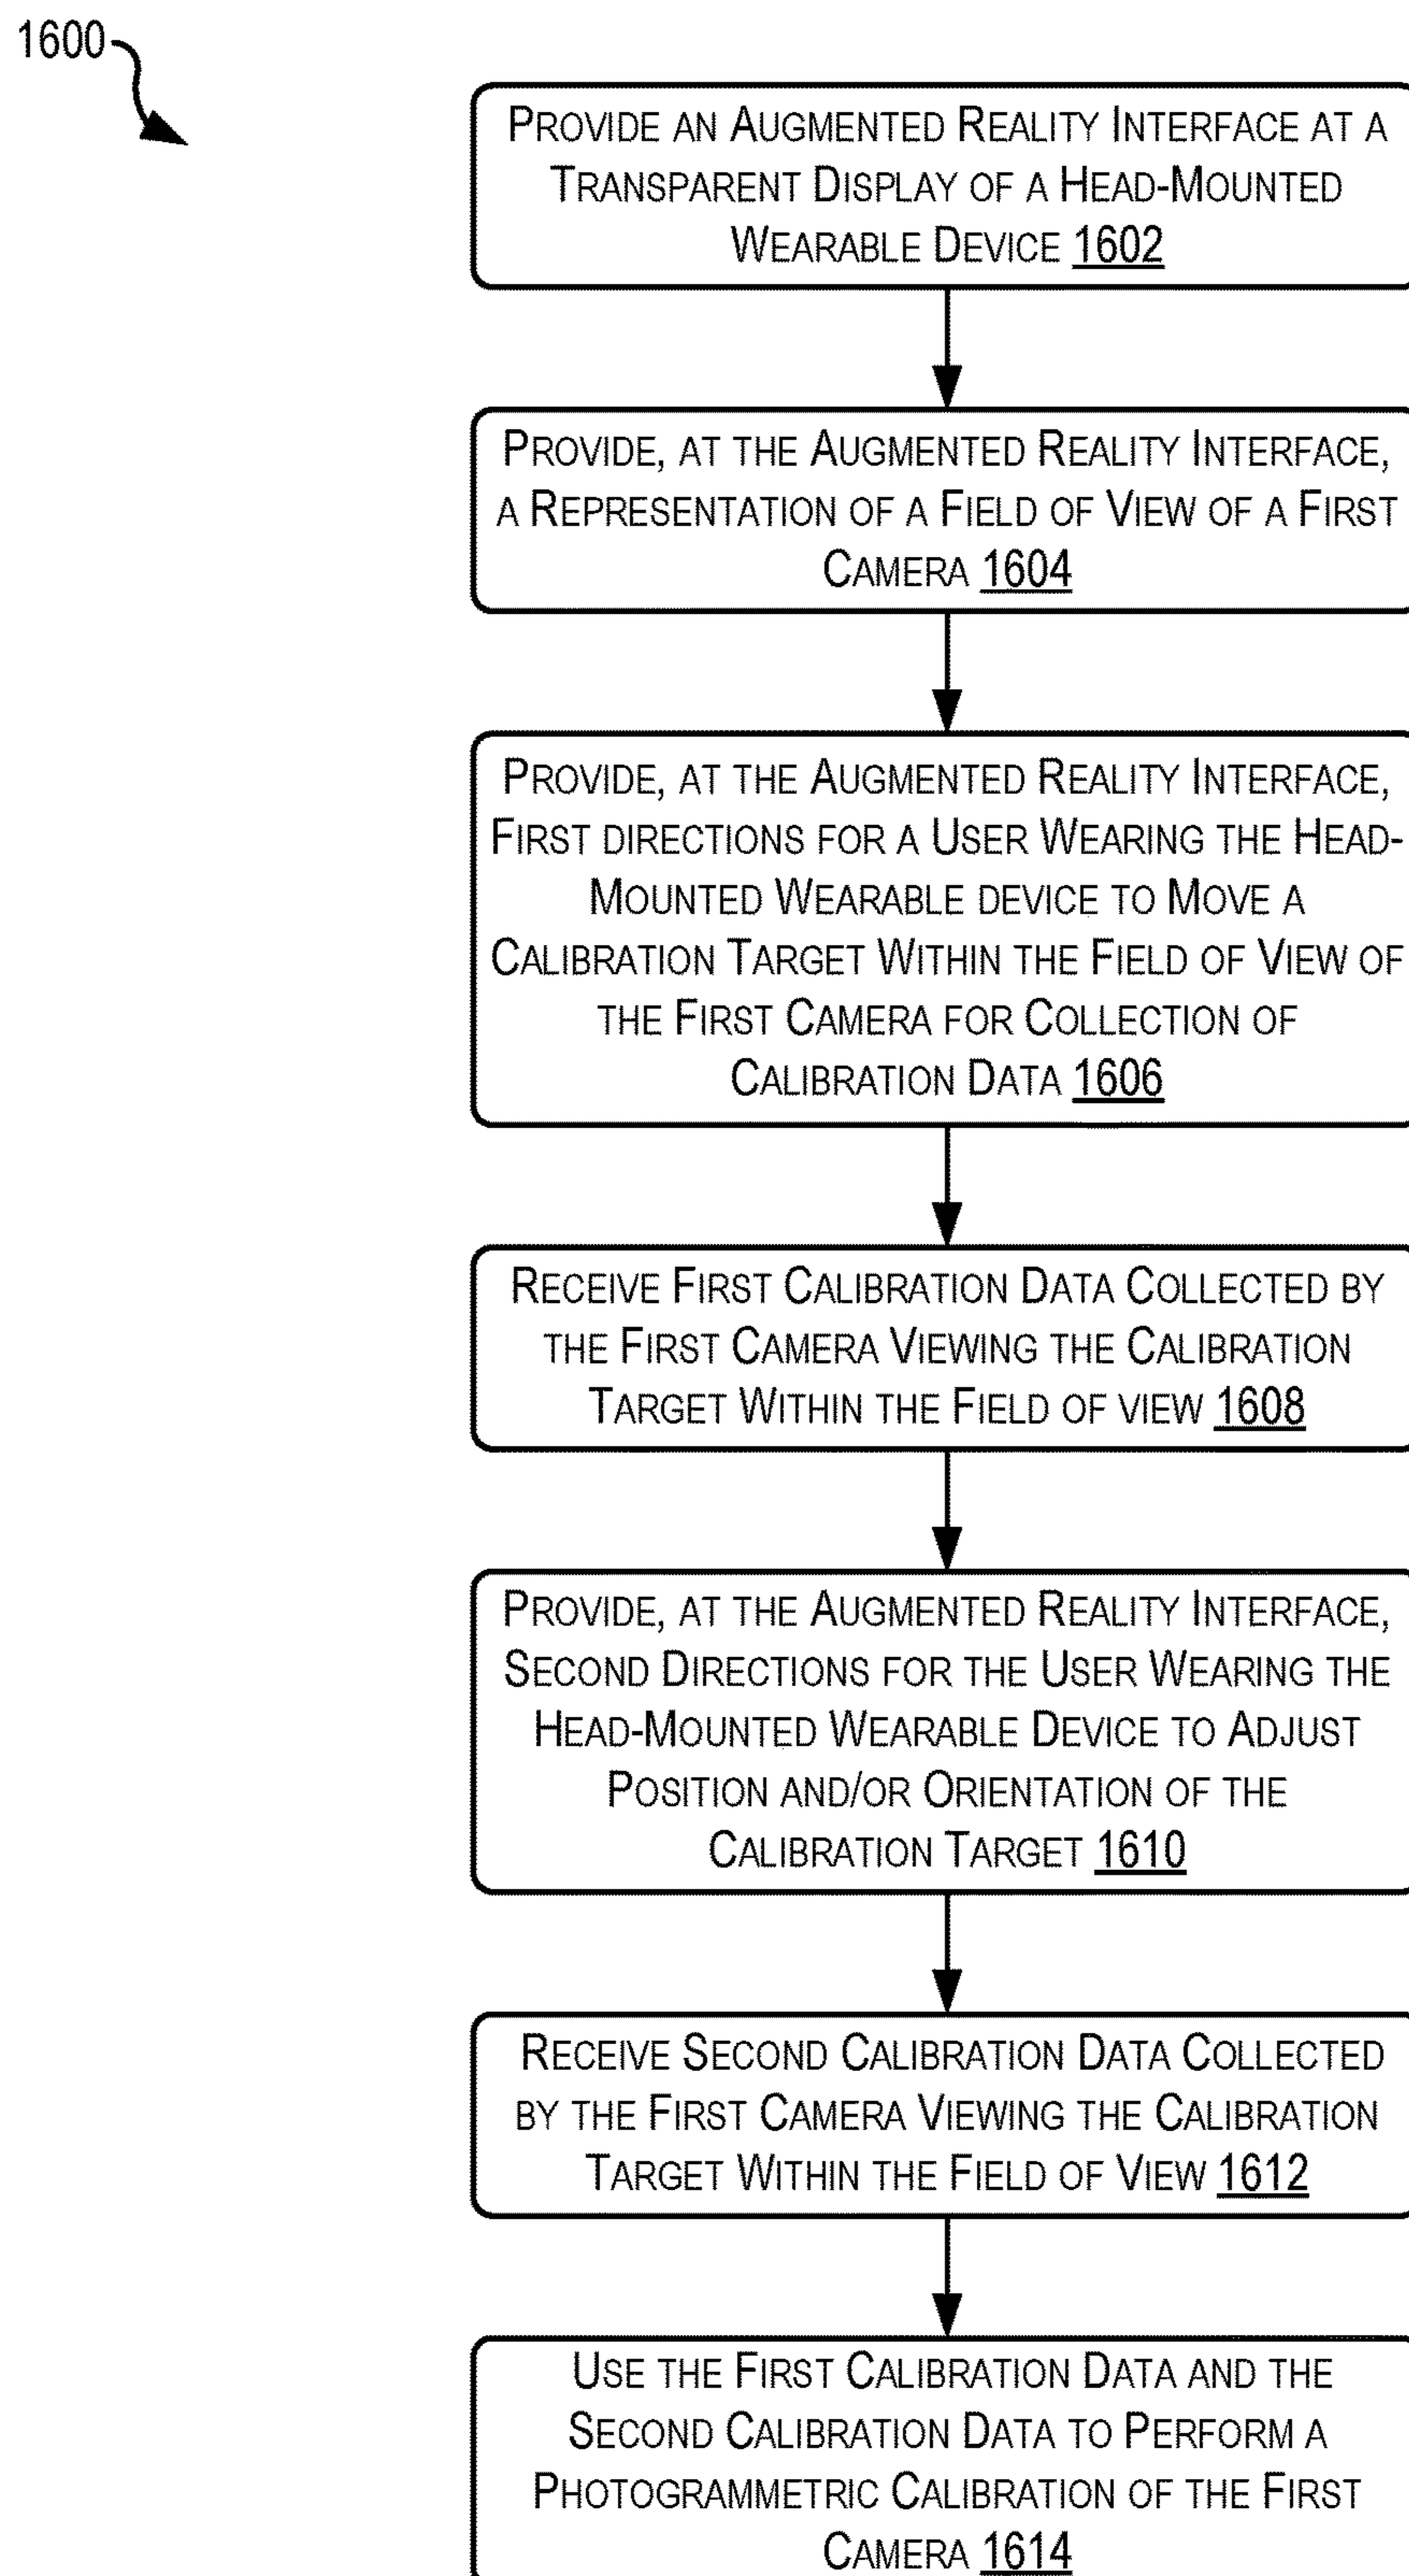 1600
PROVIDE AN AUGMENTED REALITY INTERFACE AT A
TRANSPARENT DISPLAY OF A HEAD-MOUNTED
WEARABLE DEVICE 1602
PROVIDE, AT THE AUGMENTED REALITY INTERFACE,
A REPRESENTATION OF A FIELD OF VIEW OF A FIRST
CAMERA 1604
PROVIDE, AT THE AUGMENTED REALITY INTERFACE,
FIRST DIRECTIONS FOR A USER WEARING THE HEAD-
MOUNTED WEARABLE DEVICE TO MOVE A
CALIBRATION TARGET WITHIN THE FIELD OF VIEW OF
THE FIRST CAMERA FOR COLLECTION OF
CALIBRATION DATA 1606
RECEIVE FIRST CALIBRATION DATA COLLECTED BY
THE FIRST CAMERA VIEWING THE CALIBRATION
TARGET WITHIN THE FIELD OF VIEW 1608
PROVIDE, AT THE AUGMENTED REALITY INTERFACE,
SECOND DIRECTIONS FOR THE USER WEARING THE
HEAD-MOUNTED WEARABLE DEVICE TO ADJUST
POSITION AND/OR ORIENTATION OF THE
CALIBRATION TARGET 1610
RECEIVE SECOND CALIBRATION DATA COLLECTED
BY THE FIRST CAMERA VIEWING THE CALIBRATION
TARGET WITHIN THE FIELD OF VIEW 1612
USE THE FIRST CALIBRATION DATA AND THE
SECOND CALIBRATION DATA TO PERFORM A
PHOTOGRAMMETRIC CALIBRATION OF THE FIRST
CAMERA 1614